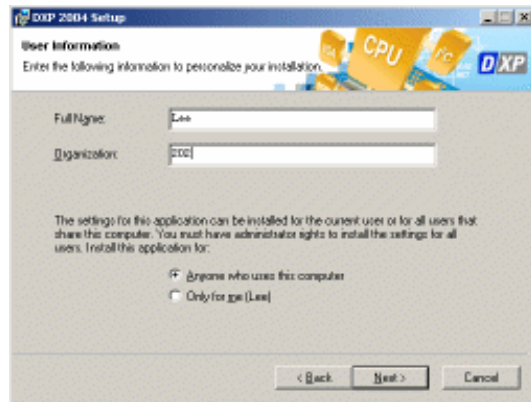 DXP 2004 Setup
User Information
Enter the following information to personalize your installation.
CPU
I²C
DXP
Full Name:
Lee
Organization:
202
The settings for this application can be installed for the current user or for all users that
share this computer. You must have administrator rights to install the settings for all
users. Install this application for:
Anyone who uses this computer
Only for me (Lee)
< Back
Next >
Cancel